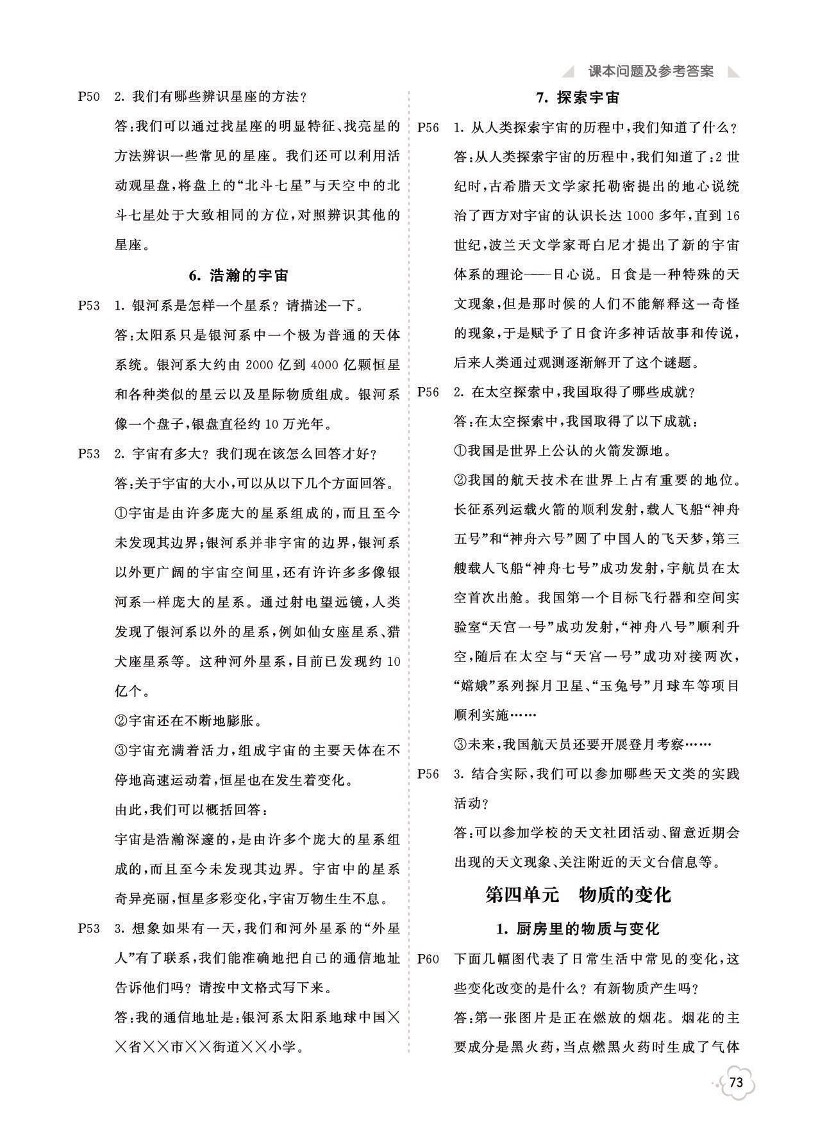 课本问题及参考答案
P50 2. 我们有哪些辨识星座的方法?
答:我们可以通过找星座的明显特征、找亮星的
方法辨识一些常见的星座。我们还可以利用活
动观星盘,将盘上的“北斗七星”与天空中的北
斗七星处于大致相同的方位,对照辨识其他的
星座。
6. 浩瀚的宇宙
P53 1. 银河系是怎样一个星系?请描述一下。
答:太阳系只是银河系中一个极为普通的天体
系统。银河系大约由 2000 亿到 4000 亿颗恒星
和各种类似的星云以及星际物质组成。银河系
像一个盘子,银盘直径约 10 万光年。
P53 2. 宇宙有多大?我们现在该怎么回答才好?
答:关于宇宙的大小,可以从以下几个方面回答。
①宇宙是由许多庞大的星系组成的,而且至今
未发现其边界;银河系并非宇宙的边界,银河系
以外更广阔的宇宙空间里,还有许许多多像银
河系一样庞大的星系。通过射电望远镜,人类
发现了银河系以外的星系,例如仙女座星系、猎
犬座星系等。这种河外星系,目前已发现约 10
亿个。
②宇宙还在不断地膨胀。
③宇宙充满着活力,组成宇宙的主要天体在不
停地高速运动着,恒星也在发生着变化。
由此,我们可以概括回答:
宇宙是浩瀚深邃的,是由许多个庞大的星系组
成的,而且至今未发现其边界。宇宙中的星系
奇异亮丽,恒星多彩变化,宇宙万物生生不息。
P53 3. 想象如果有一天,我们和河外星系的“外星
人”有了联系,我们能准确地把自己的通信地址
告诉他们吗?请按中文格式写下来。
答:我的通信地址是:银河系太阳系地球中国╳
╳省╳╳市╳╳街道╳╳小学。
7. 探索宇宙
P56 1. 从人类探索宇宙的历程中,我们知道了什么?
答:从人类探索宇宙的历程中,我们知道了:2 世
纪时,古希腊天文学家托勒密提出的地心说统
治了西方对宇宙的认识长达 1000 多年,直到 16
世纪,波兰天文学家哥白尼才提出了新的宇宙
体系的理论——日心说。日食是一种特殊的天
文现象,但是那时候的人们不能解释这一奇怪
的现象,于是赋予了日食许多神话故事和传说,
后来人类通过观测逐渐解开了这个谜题。
P56 2. 在太空探索中,我国取得了哪些成就?
答:在太空探索中,我国取得了以下成就:
①我国是世界上公认的火箭发源地。
②我国的航天技术在世界上占有重要的地位。
长征系列运载火箭的顺利发射,载人飞船“神舟
五号”和“神舟六号”圆了中国人的飞天梦,第三
艘载人飞船“神舟七号”成功发射,宇航员在太
空首次出舱。我国第一个目标飞行器和空间实
验室“天宫一号”成功发射,“神舟八号”顺利升
空,随后在太空与“天宫一号”成功对接两次,
“嫦娥”系列探月卫星、“玉兔号”月球车等项目
顺利实施……
③未来,我国航天员还要开展登月考察……
P56 3. 结合实际,我们可以参加哪些天文类的实践
活动?
答:可以参加学校的天文社团活动、留意近期会
出现的天文现象、关注附近的天文台信息等。
第四单元 物质的变化
1. 厨房里的物质与变化
P60 下面几幅图代表了日常生活中常见的变化,这
些变化改变的是什么?有新物质产生吗?
答:第一张图片是正在燃放的烟花。烟花的主
要成分是黑火药,当点燃黑火药时生成了气体
73